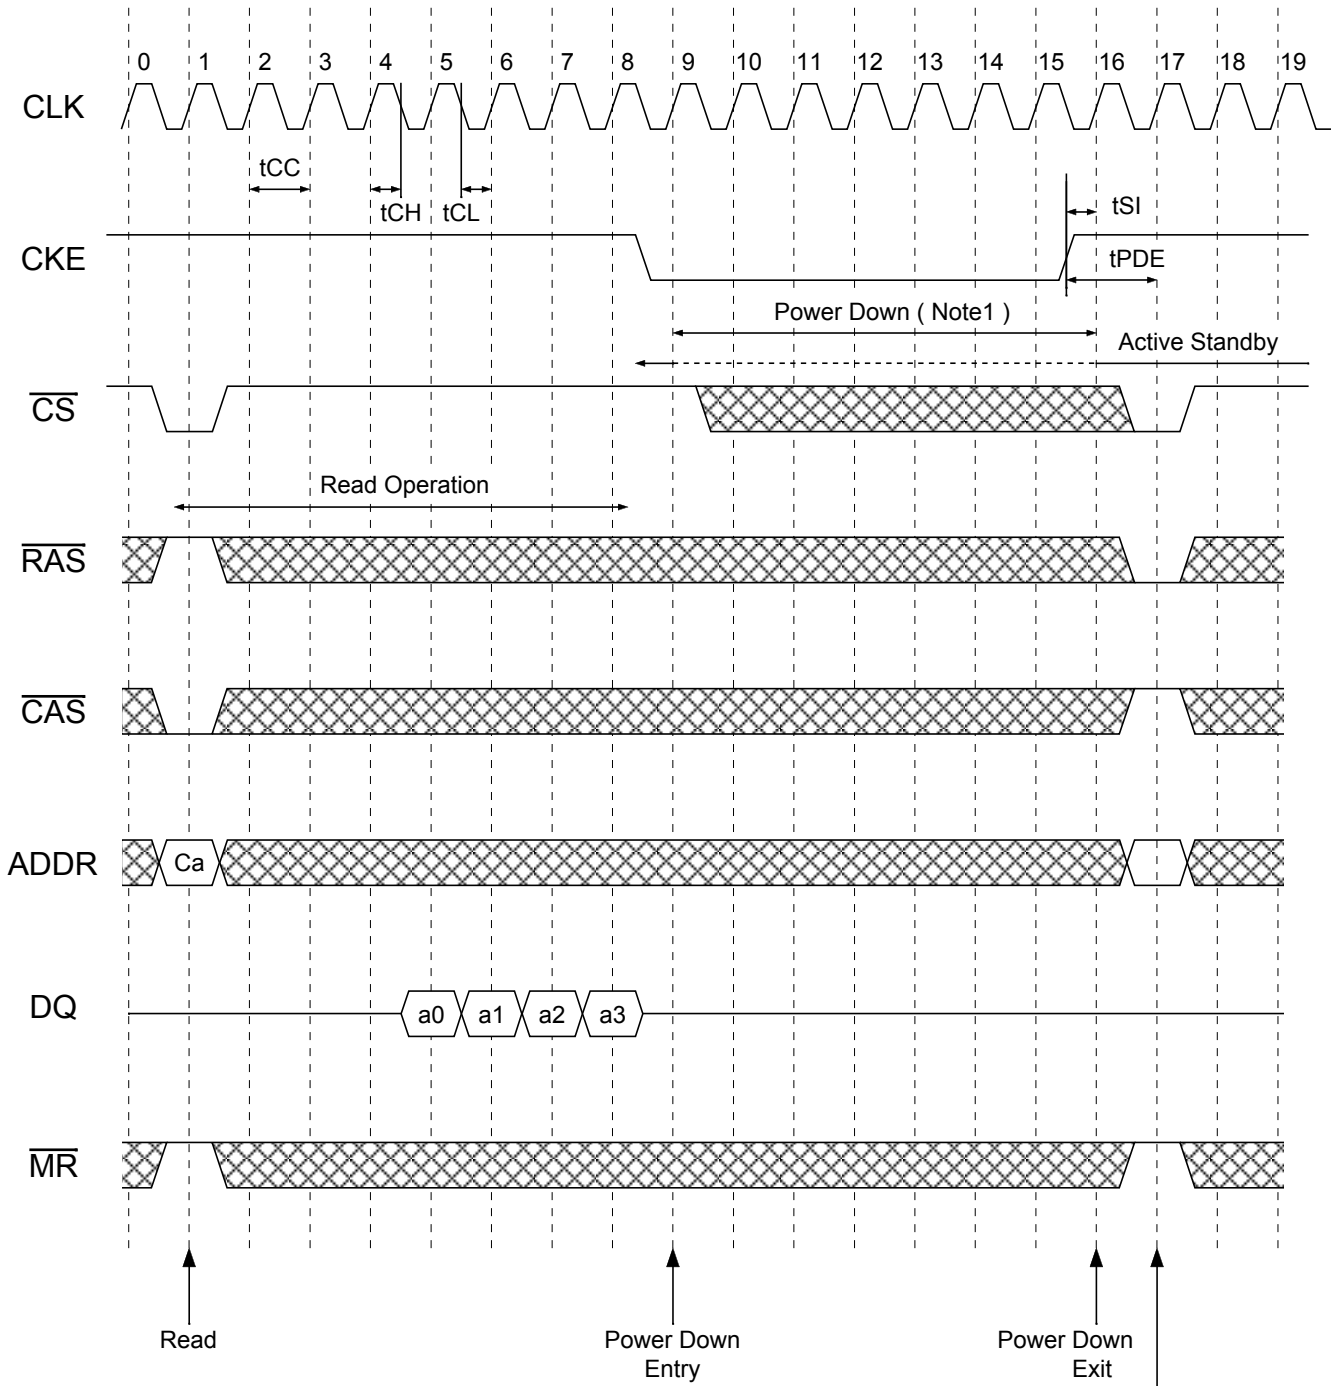 0 1 2 3 4 5 6 7 8 9 10 11 12 13 14 15 16 17 18 19
CLK
tCC
tCH tCL
tSI
CKE
tPDE
Power Down ( Note1 )
Active Standby
CS
Read Operation
RAS
CAS
ADDR
Ca
DQ
a0 a1 a2 a3
MR
Read
Power Down
Entry
Power Down
Exit